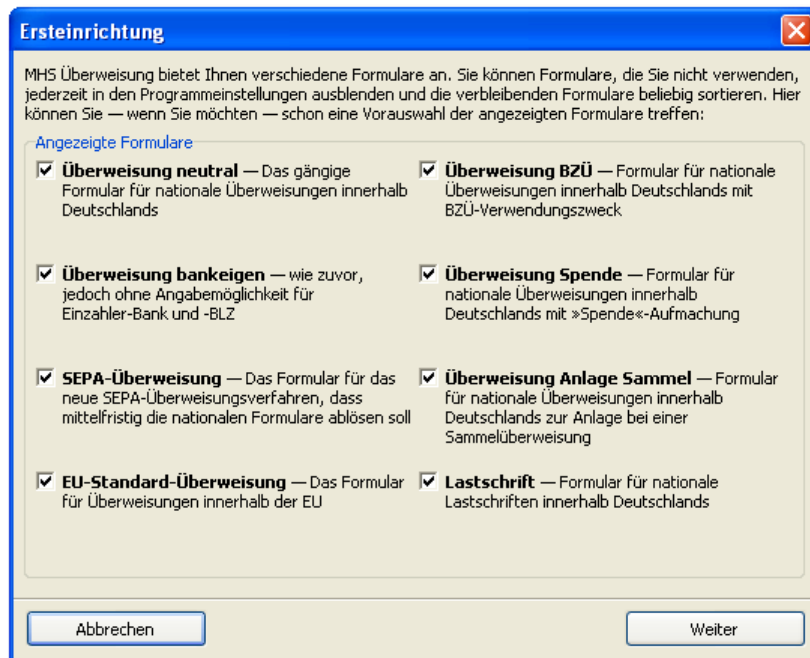 Ersteinrichtung
MHS Überweisung bietet Ihnen verschiedene Formulare an. Sie können Formulare, die Sie nicht verwenden,
jederzeit in den Programmeinstellungen ausblenden und die verbleibenden Formulare beliebig sortieren. Hier
können Sie — wenn Sie möchten — schon eine Vorauswahl der angezeigten Formulare treffen:
Angezeigte Formulare
Überweisung neutral — Das gängige
Formular für nationale Überweisungen innerhalb
Deutschlands
Überweisung BZÜ — Formular für nationale
Überweisungen innerhalb Deutschlands mit
BZÜ-Verwendungszweck
Überweisung bankeigen — wie zuvor,
jedoch ohne Angabemöglichkeit für
Einzahler-Bank und -BLZ
Überweisung Spende — Formular für
nationale Überweisungen innerhalb
Deutschlands mit »Spende«-Aufmachung
SEPA-Überweisung — Das Formular für das
neue SEPA-Überweisungsverfahren, dass
mittelfristig die nationalen Formulare ablösen soll
Überweisung Anlage Sammel — Formular
für nationale Überweisungen innerhalb
Deutschlands zur Anlage bei einer
Sammelüberweisung
EU-Standard-Überweisung — Das Formular
für Überweisungen innerhalb der EU
Lastschrift — Formular für nationale
Lastschriften innerhalb Deutschlands
Abbrechen
Weiter